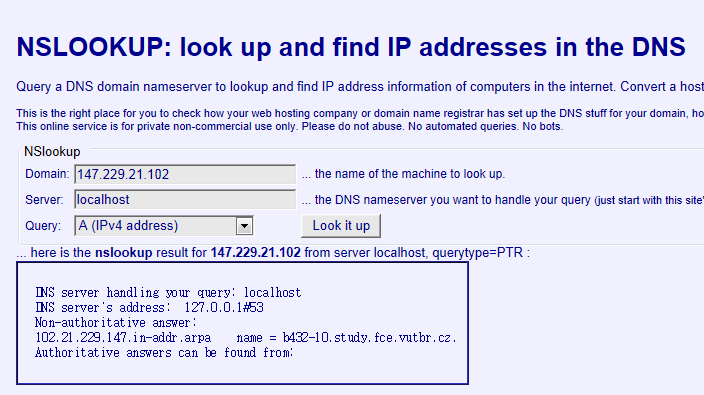 NSLOOKUP: look up and find IP addresses in the DNS
Query a DNS domain nameserver to lookup and find IP address information of computers in the internet. Convert a host
This is the right place for you to check how your web hosting company or domain name registrar has set up the DNS stuff for your domain, ho
This online service is for private non-commercial use only. Please do not abuse. No automated queries. No bots.
NSlookup
Domain: 147.229.21.102 ... the name of the machine to look up.
Server: localhost ... the DNS nameserver you want to handle your query (just start with this site'
Query: A (IPv4 address) Look it up
... here is the nslookup result for 147.229.21.102 from server localhost, querytype=PTR :
DNS server handling your query: localhost
DNS server's address: 127.0.0.1#53
Non-authoritative answer:
102.21.229.147.in-addr.arpa name = b432-10.study.fce.vutbr.cz.
Authoritative answers can be found from: